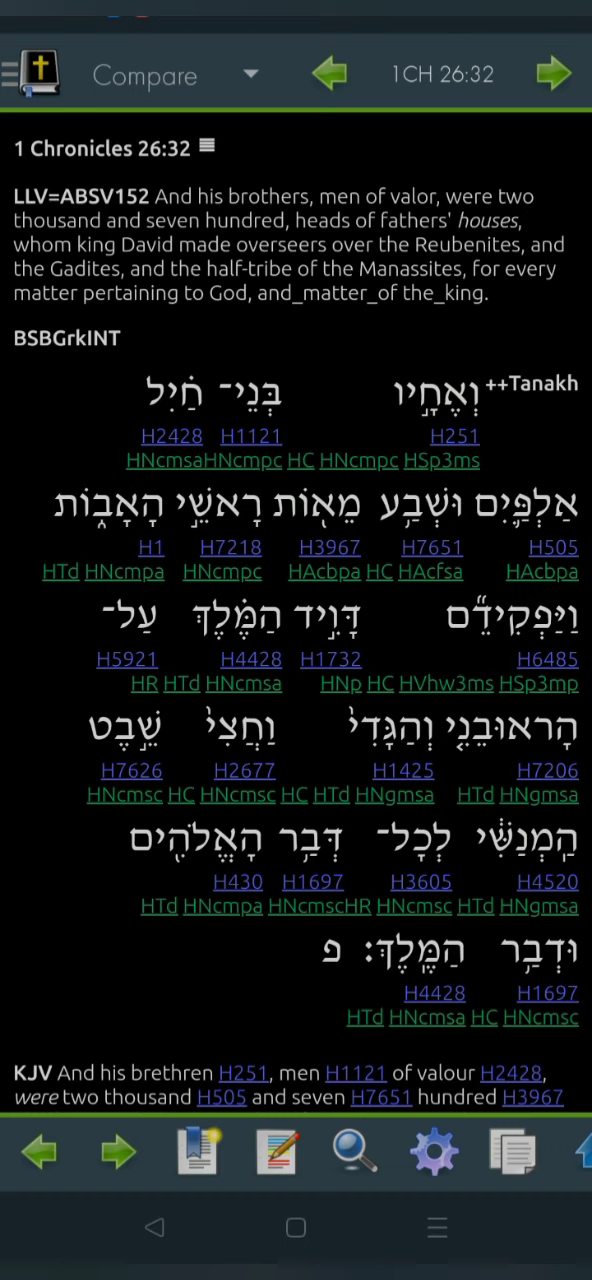 Compare
1CH 26:32
1 Chronicles 26:32
LLV=ABSV152 And his brothers, men of valor, were two
thousand and seven hundred, heads of fathers' houses,
whom king David made overseers over the Reubenites, and
the Gadites, and the half-tribe of the Manassites, for every
matter pertaining to God, and_matter_of the_king.
BSBGrkINT
++Tanakh וְאֶחָ֣יו בְּנֵי־ חַ֗יִל
H2428 H1121 H251
HNcmsaHNcmpc HC HNcmpc HSp3ms
אַלְפַּ֛יִם וּשְׁבַ֥ע מֵא֖וֹת רָאשֵׁ֣י הָאָב֑וֹת
H1 H7218 H3967 H7651 H505
HTd HNcmpa HNcmpc HAcbpa HC HAcfsa HAcbpa
וַיַּפְקִידֵ֞ם דָּוִ֣יד הַמֶּ֗לֶךְ עַל־
H5921 H4428 H1732 H6485
HR HTd HNcmsa HNp HC HVhw3ms HSp3mp
הָראוּבֵנִ֤י וְהַגָּדִי֙ וַחֲצִי֙ שֵׁ֣בֶט
H7626 H2677 H1425 H7206
HNcmsc HC HNcmsc HC HTd HNgmsa HTd HNgmsa
הַֽמְנַשִּׁ֔י לְכָל־ דְּבַ֥ר הָאֱלֹהִ֖ים
H430 H1697 H3605 H4520
HTd HNcmpa HNcmscHR HNcmsc HTd HNgmsa
וּדְבַ֥ר הַמֶּֽלֶךְ׃ פ
H4428 H1697
HTd HNcmsa HC HNcmsc
KJV And his brethren H251, men H1121 of valour H2428,
were two thousand H505 and seven H7651 hundred H3967